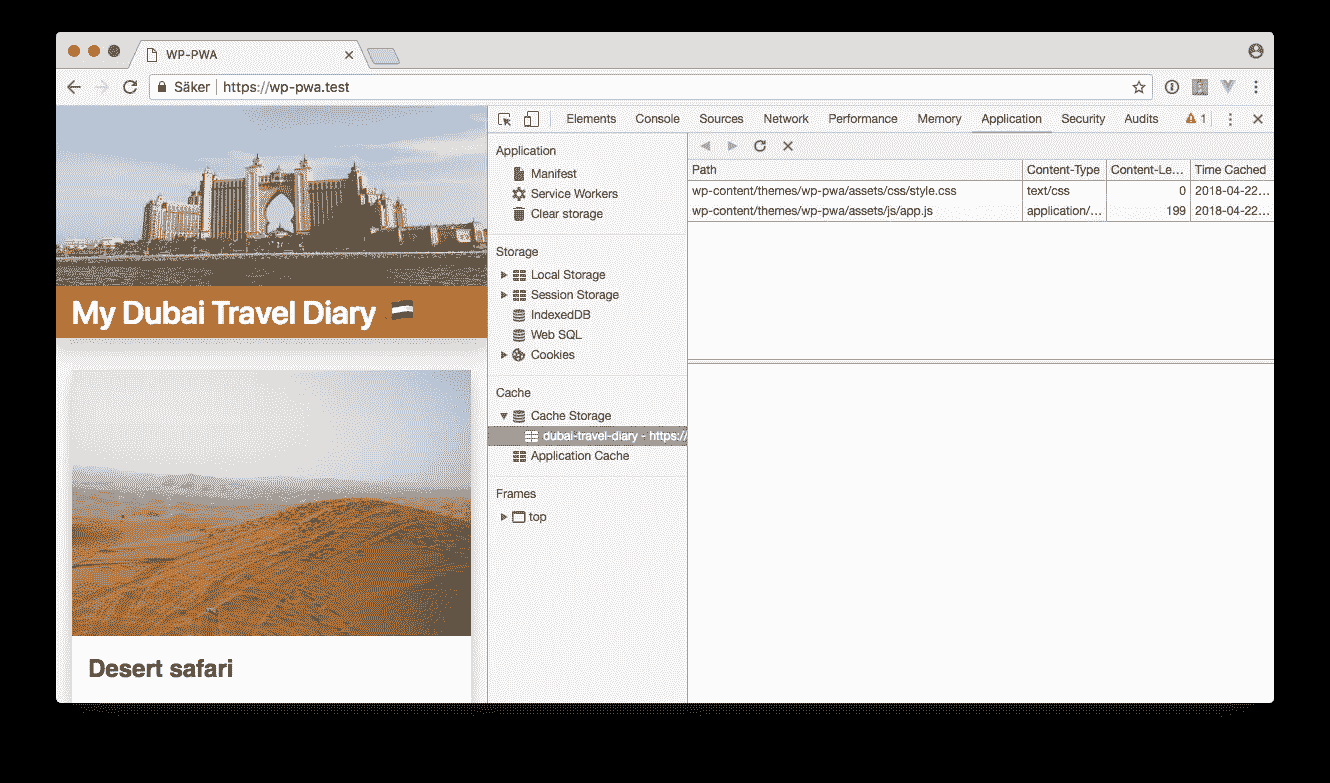 WP-PWA
Säker https://wp-pwa.test
Elements Console Sources Network Performance Memory Application Security Audits 1
My Dubai Travel Diary
Desert safari
Application
Manifest
Service Workers
Clear storage
Storage
Local Storage
Session Storage
IndexedDB
Web SQL
Cookies
Cache
Cache Storage
dubai-travel-diary - https://
Application Cache
Frames
top
Path Content-Type Content-Le... Time Cached
wp-content/themes/wp-pwa/assets/css/style.css text/css 0 2018-04-22...
wp-content/themes/wp-pwa/assets/js/app.js application/... 199 2018-04-22...